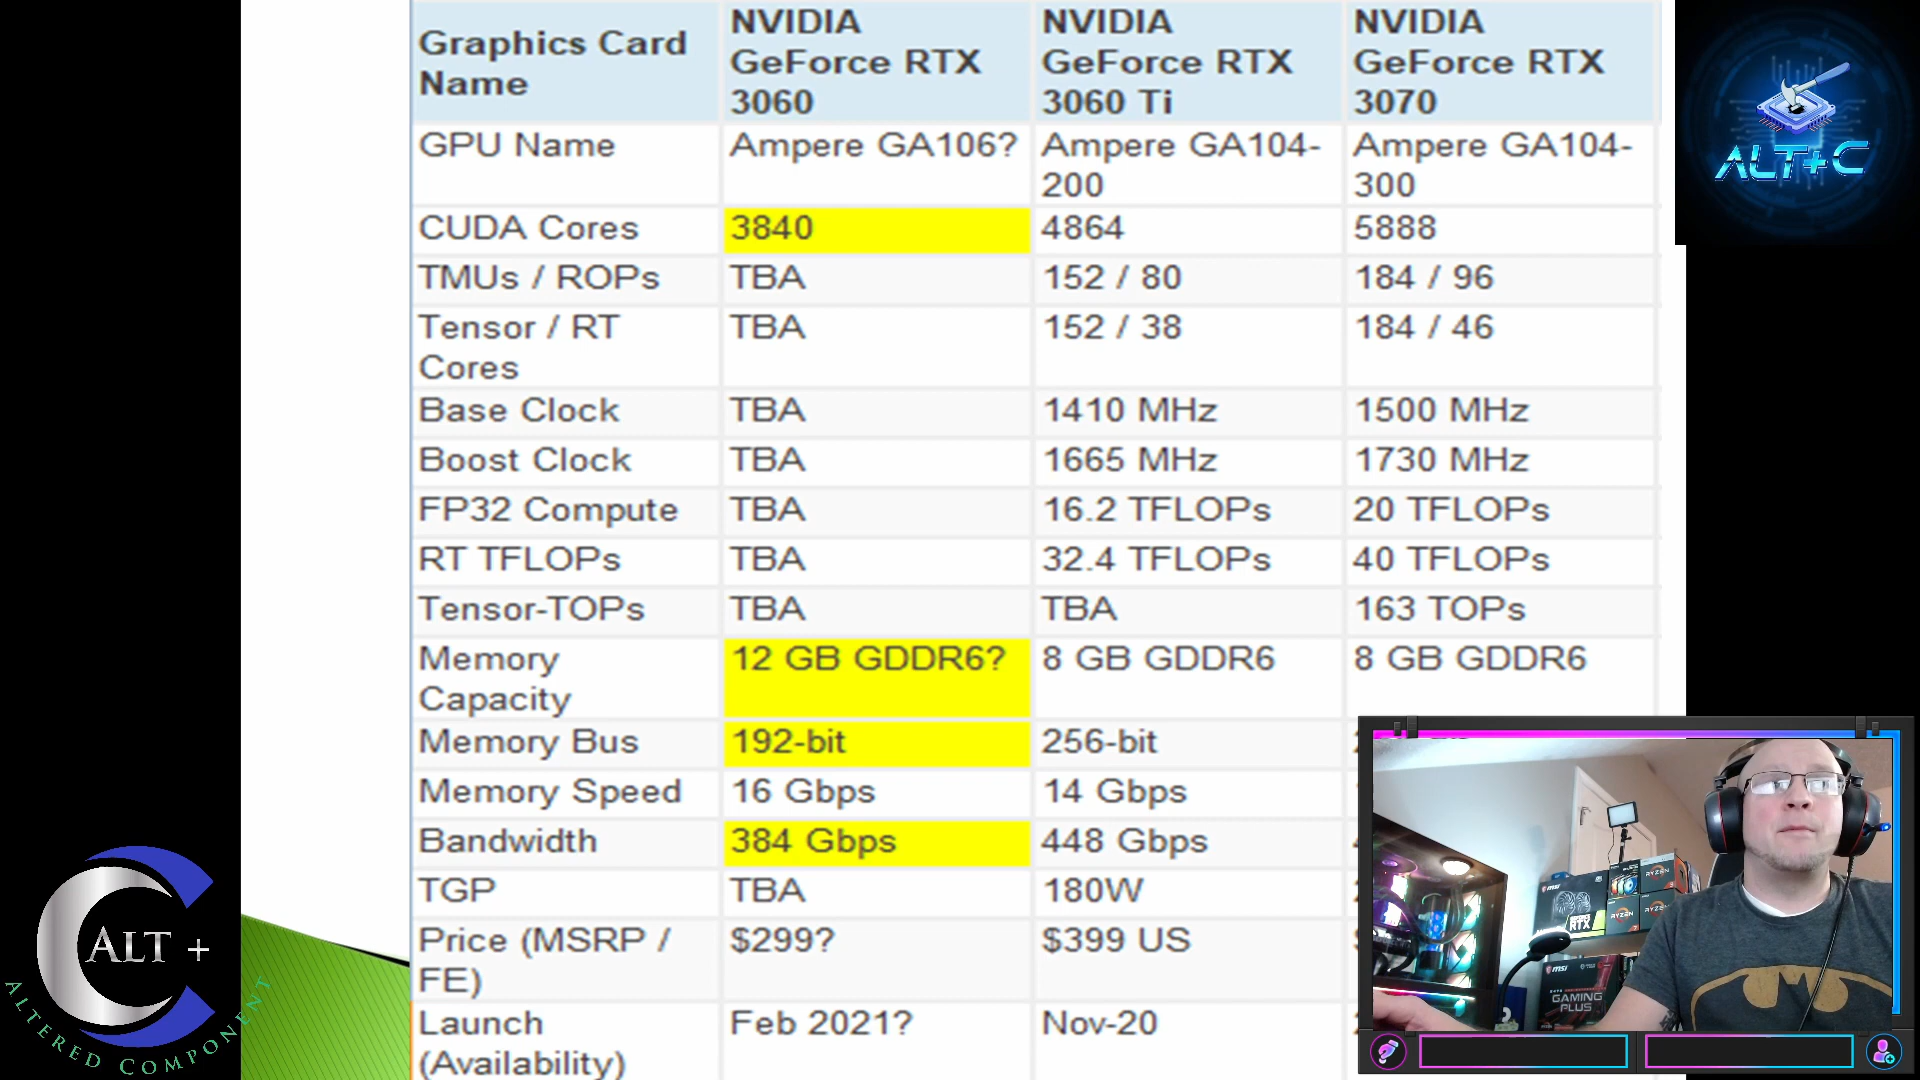 Graphics Card Name
NVIDIA GeForce RTX 3060
NVIDIA GeForce RTX 3060 Ti
NVIDIA GeForce RTX 3070
GPU Name
Ampere GA106?
Ampere GA104-200
Ampere GA104-300
CUDA Cores
3840
4864
5888
TMUs / ROPs
TBA
152 / 80
184 / 96
Tensor / RT Cores
TBA
152 / 38
184 / 46
Base Clock
TBA
1410 MHz
1500 MHz
Boost Clock
TBA
1665 MHz
1730 MHz
FP32 Compute
TBA
16.2 TFLOPs
20 TFLOPs
RT TFLOPs
TBA
32.4 TFLOPs
40 TFLOPs
Tensor-TOPs
TBA
TBA
163 TOPs
Memory Capacity
12 GB GDDR6?
8 GB GDDR6
8 GB GDDR6
Memory Bus
192-bit
256-bit
Memory Speed
16 Gbps
14 Gbps
Bandwidth
384 Gbps
448 Gbps
TGP
TBA
180W
Price (MSRP / FE)
$299?
$399 US
Launch (Availability)
Feb 2021?
Nov-20
ALT+C
ALT +
ALTERED COMPONENT
msi
RTX
RYZEN
RYZEN
RYZEN
msi
GAMING PLUS